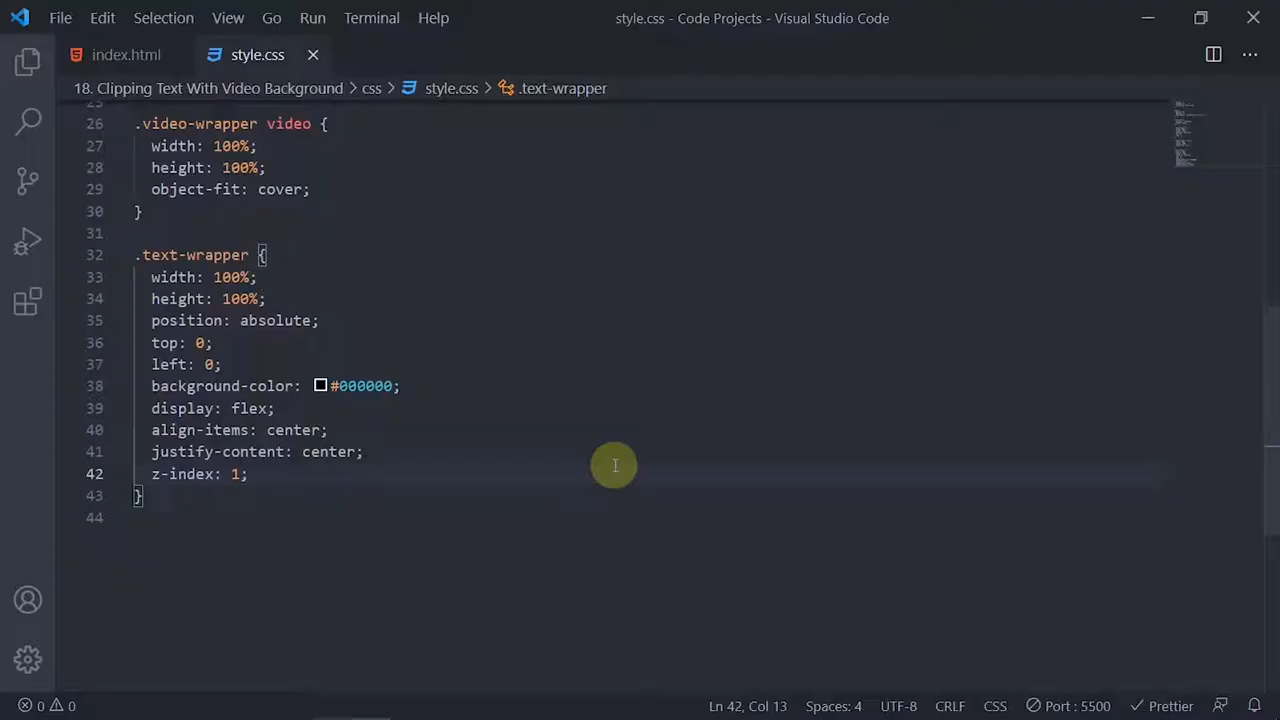 File Edit Selection View Go Run Terminal Help style.css - Code Projects - Visual Studio Code
index.html style.css
18. Clipping Text With Video Background > css > style.css > .text-wrapper
25
26 .video-wrapper video {
27 width: 100%;
28 height: 100%;
29 object-fit: cover;
30 }
31
32 .text-wrapper {
33 width: 100%;
34 height: 100%;
35 position: absolute;
36 top: 0;
37 left: 0;
38 background-color: #000000;
39 display: flex;
40 align-items: center;
41 justify-content: center;
42 z-index: 1;
43 }
44
0 0 Ln 42, Col 13 Spaces: 4 UTF-8 CRLF CSS Port : 5500 Prettier